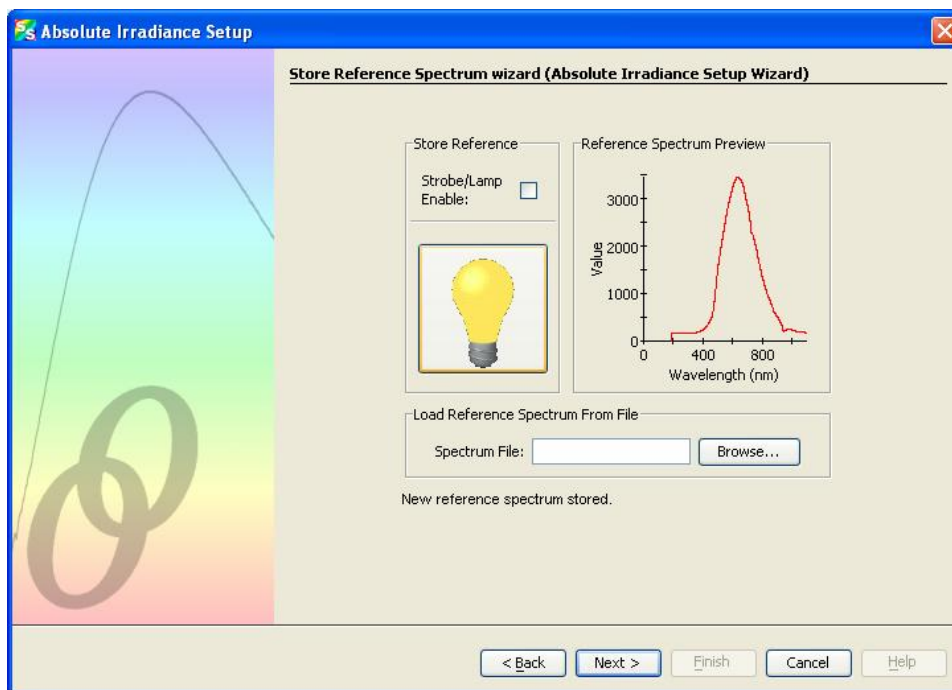 Absolute Irradiance Setup
Store Reference Spectrum wizard (Absolute Irradiance Setup Wizard)
Store Reference
Strobe/Lamp
Enable:
Reference Spectrum Preview
3000
2000
1000
0
Value
0 400 800
Wavelength (nm)
Load Reference Spectrum From File
Spectrum File:
Browse...
New reference spectrum stored.
< Back
Next >
Finish
Cancel
Help